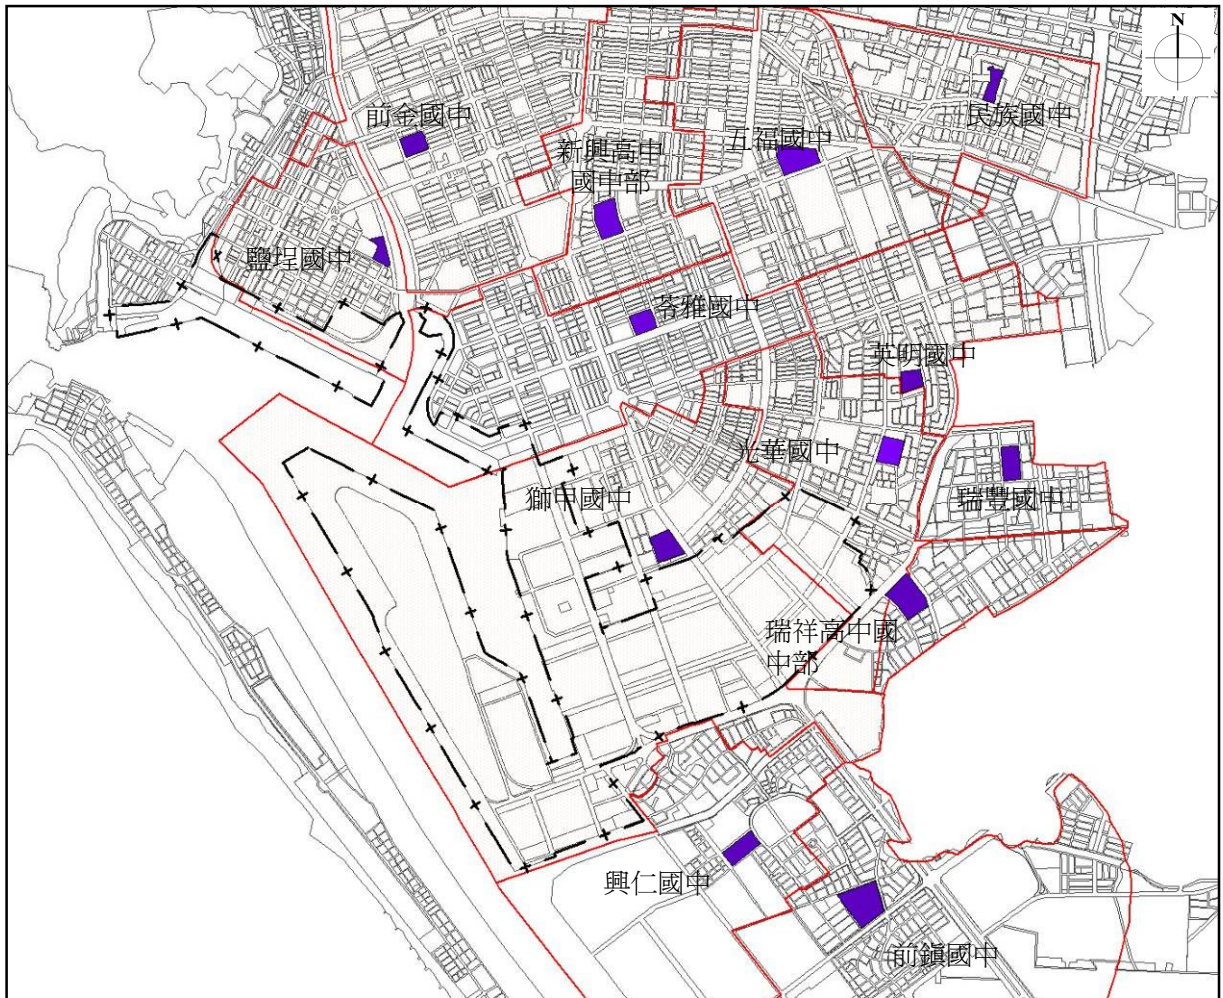 N
前金國中
民族國中
五福國中
新興高中
國中部
鹽埕國中
苓雅國中
英明國中
光華國中
獅甲國中
瑞豐國中
瑞祥高中國
中部
興仁國中
前鎮國中